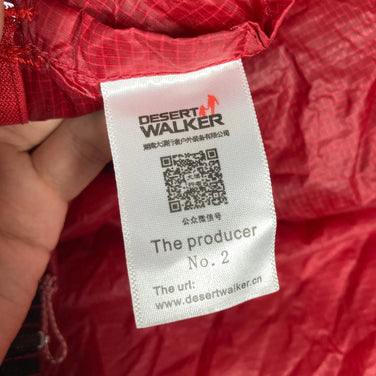 DESERT
WALKER
湖南大漠行者户外装备有限公司
公众微信号
The producer
No. 2
The url:
www.desertwalker.cn